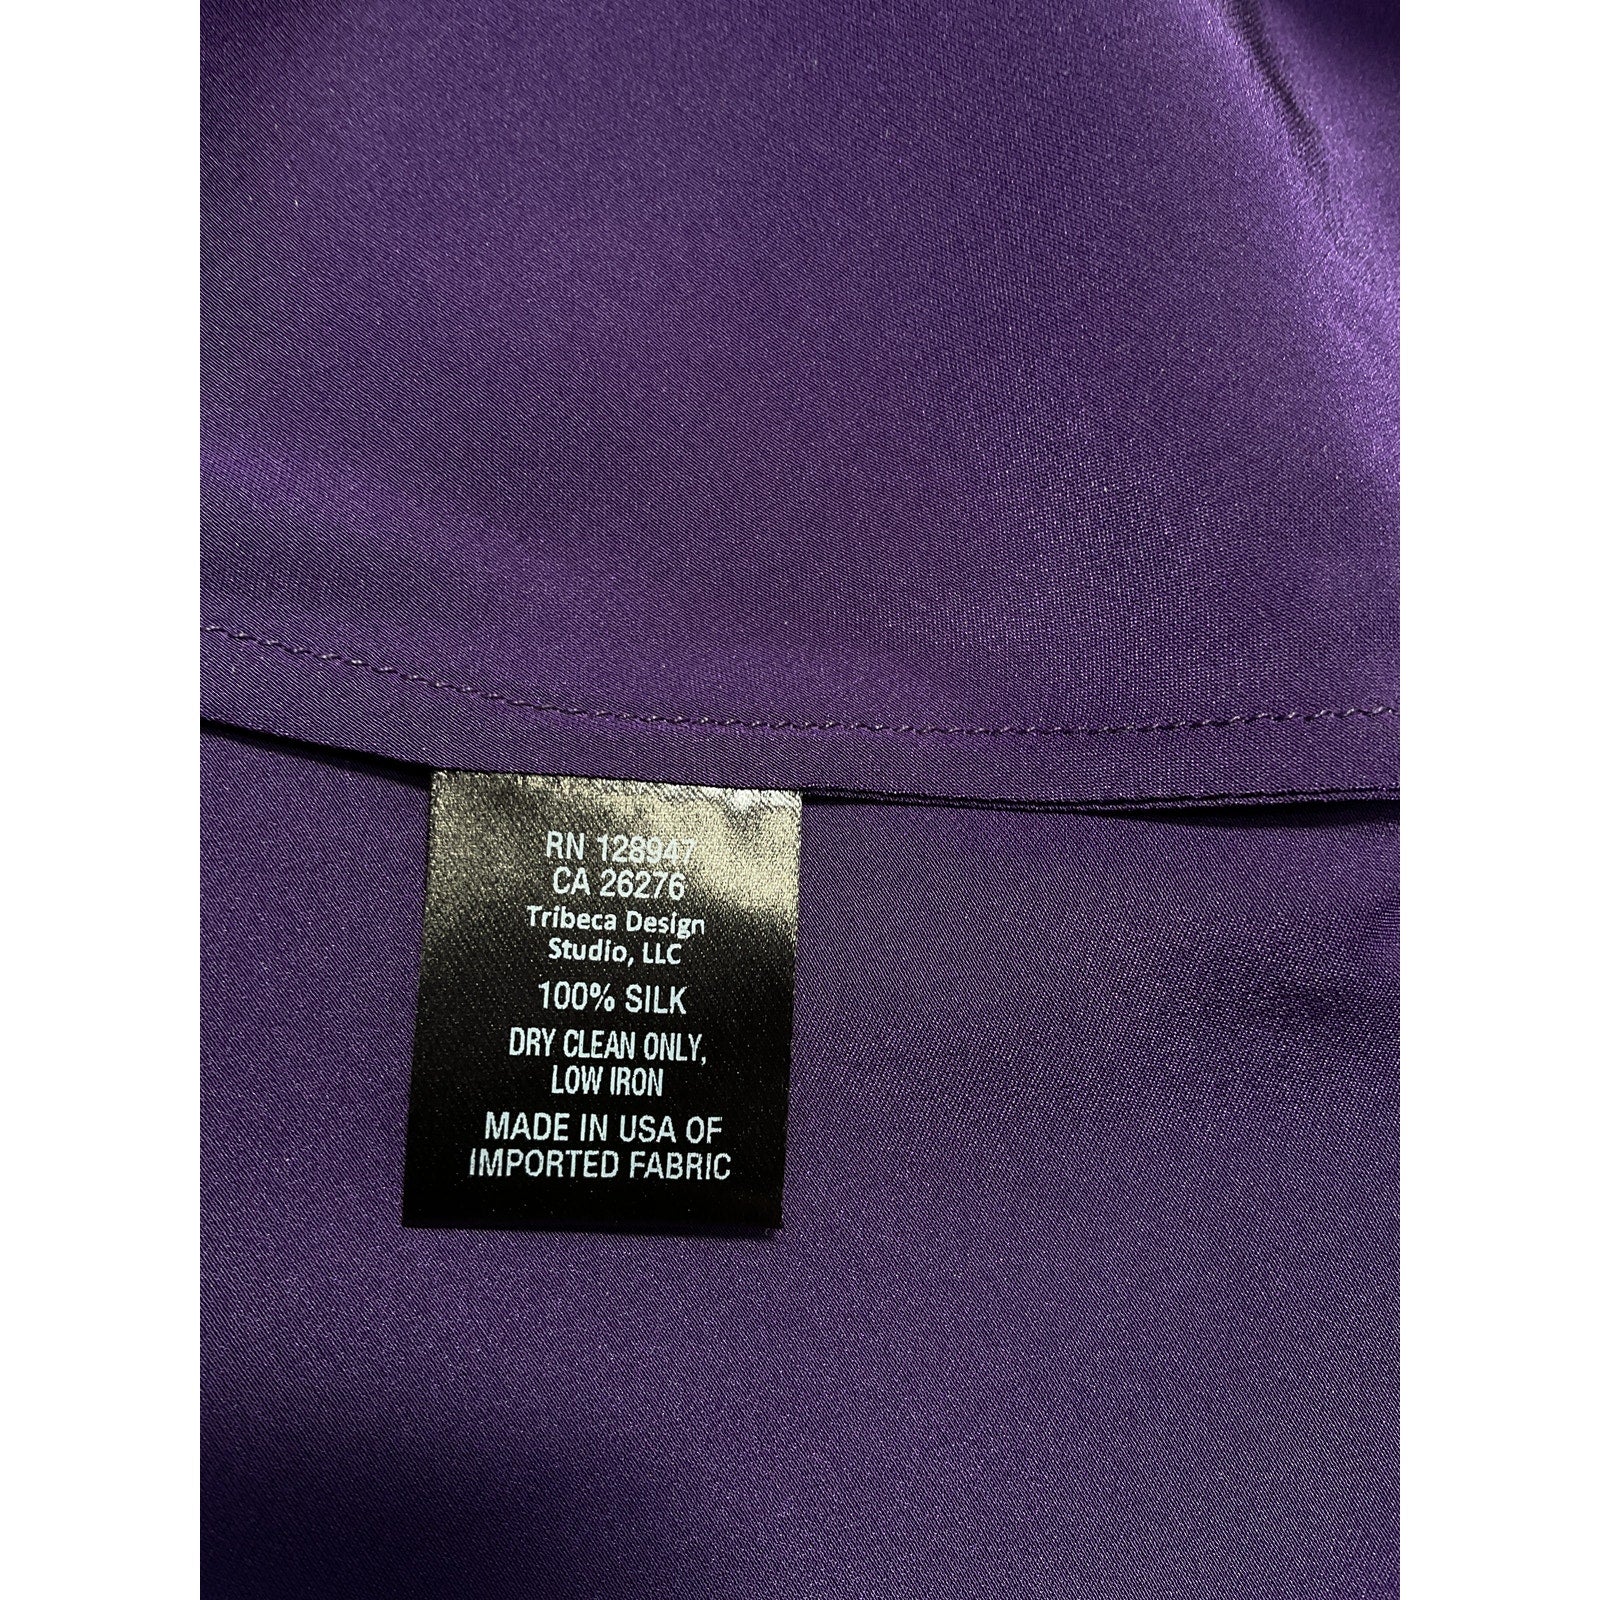 RN 128947
CA 26276
Tribeca Design
Studio, LLC
100% SILK
DRY CLEAN ONLY,
LOW IRON
MADE IN USA OF
IMPORTED FABRIC